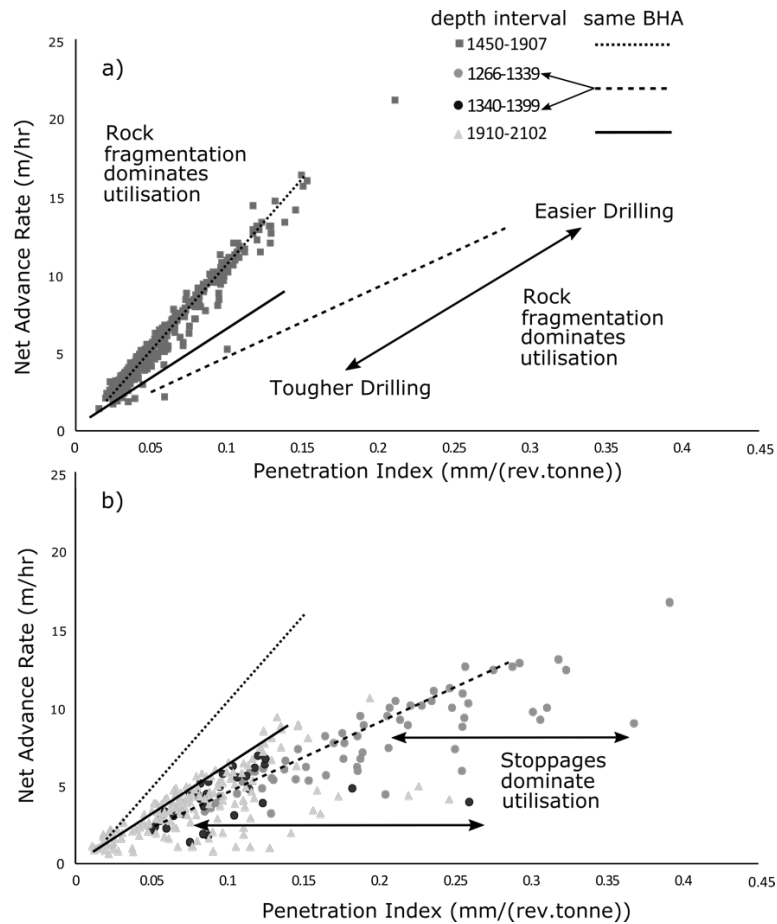 depth interval same BHA
1450-1907
1266-1339
1340-1399
1910-2102
a)
Rock
fragmentation
dominates
utilisation
Easier Drilling
Rock
fragmentation
dominates
utilisation
Tougher Drilling
Net Advance Rate (m/hr)
25
20
15
10
5
0
0 0.05 0.1 0.15 0.2 0.25 0.3 0.35 0.4 0.45
Penetration Index (mm/(rev.tonne))
b)
Net Advance Rate (m/hr)
25
20
15
10
5
0
Stoppages
dominate
utilisation
0 0.05 0.1 0.15 0.2 0.25 0.3 0.35 0.4 0.45
Penetration Index (mm/(rev.tonne))